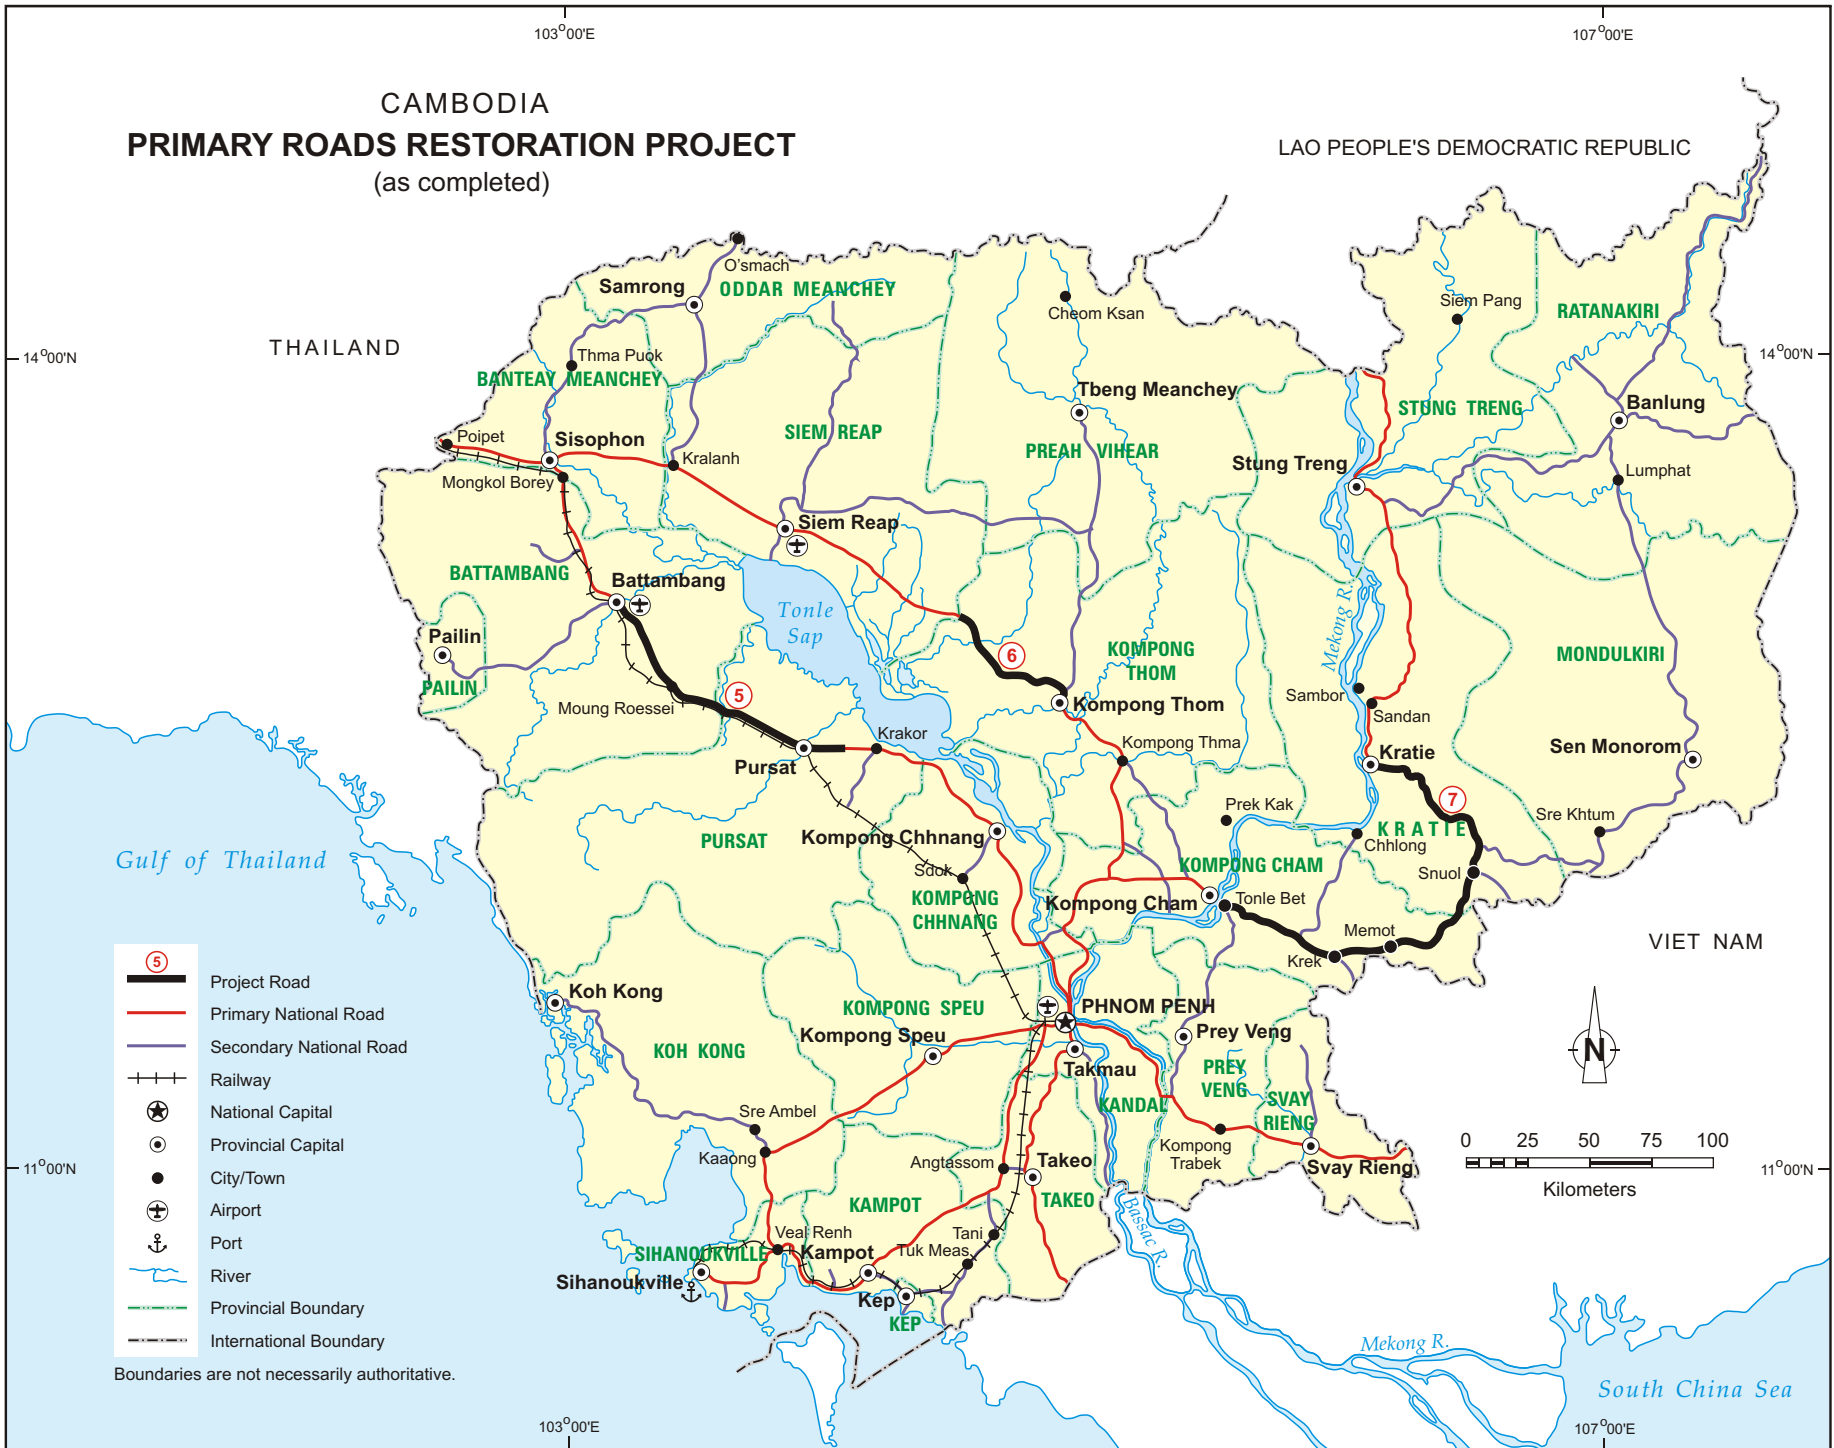 103°00'E
107°00'E
CAMBODIA
PRIMARY ROADS RESTORATION PROJECT
(as completed)
LAO PEOPLE'S DEMOCRATIC REPUBLIC
O'smach
Samrong
ODDAR MEANCHEY
Siem Pang
Cheom Ksan
RATANAKIRI
THAILAND
14°00'N
14°00'N
Thma Puok
BANTEAY MEANCHEY
Tbeng Meanchey
STUNG TRENG
Banlung
Poipet
Sisophon
SIEM REAP
PREAH VIHEAR
Kralanh
Stung Treng
Lumphat
Mongkol Borey
Siem Reap
BATTAMBANG
Battambang
Tonle
Sap
Mekong R.
Pailin
6
KOMPONG
THOM
MONDULKIRI
PAILIN
5
Moung Roessei
Sambor
Kompong Thom
Sandan
Krakor
Kompong Thma
Kratie
Sen Monorom
Pursat
7
Prek Kak
Sre Khtum
PURSAT
Kompong Chhnang
KRATIE
Chhlong
Gulf of Thailand
KOMPONG CHAM
Sdok
Snuol
KOMPONG
CHHNANG
Kompong Cham
Tonle Bet
Memot
Krek
VIET NAM
5
Project Road
Koh Kong
KOMPONG SPEU
PHNOM PENH
Primary National Road
Kompong Speu
Prey Veng
Secondary National Road
KOH KONG
N
Takmau
PREY
VENG
Railway
KANDAL
SVAY
RIENG
National Capital
Sre Ambel
0 25 50 75 100
Kilometers
Provincial Capital
Kaaong
Angtassom
Takeo
Kompong
Trabek
Svay Rieng
11°00'N
11°00'N
City/Town
KAMPOT
TAKEO
Airport
Bassac R.
Port
Veal Renh
Tani
SIHANOUKVILLE
Kampot
Tuk Meas
River
Sihanoukville
Kep
Provincial Boundary
KEP
International Boundary
Mekong R.
Boundaries are not necessarily authoritative.
South China Sea
103°00'E
107°00'E